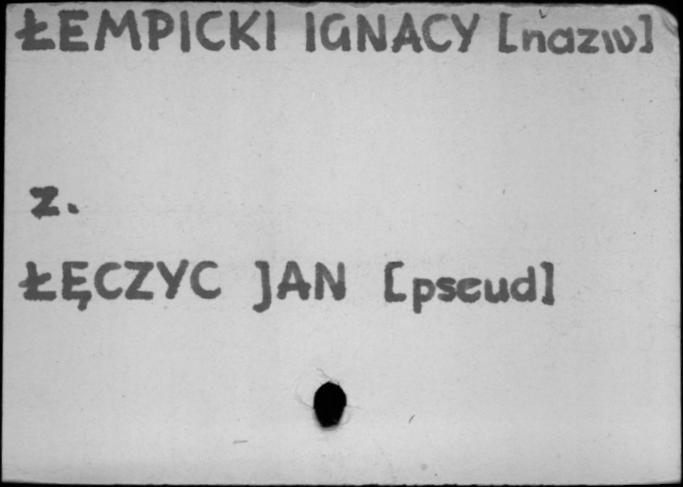 ŁEMPICKI IGNACY [nazw]
z.
ŁĘCZYC JAN [pseud]